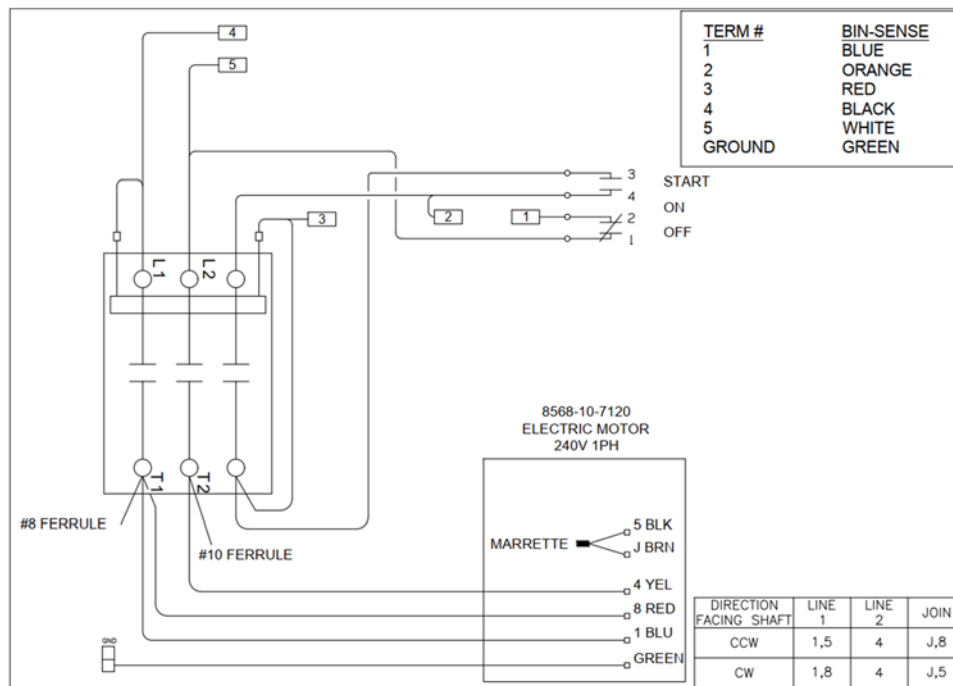 4
5
TERM # BIN-SENSE
1 BLUE
2 ORANGE
3 RED
4 BLACK
5 WHITE
GROUND GREEN
3 START
4
ON
3
2
1
2
OFF
1
L1
L2
8568-10-7120
ELECTRIC MOTOR
240V 1PH
T1
T2
#8 FERRULE
#10 FERRULE
5 BLK
MARRETTE
J BRN
4 YEL
8 RED
1 BLU
GND
GREEN
DIRECTION FACING SHAFT LINE 1 LINE 2 JOIN
CCW 1,5 4 J,8
CW 1,8 4 J,5